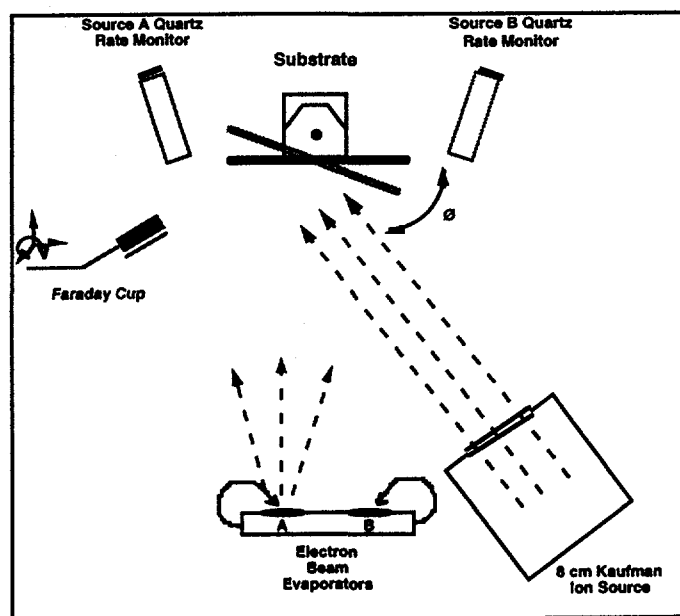 Source A Quartz
Rate Monitor
Source B Quartz
Rate Monitor
Substrate
ø
Faraday Cup
A
B
Electron
Beam
Evaporators
8 cm Kaufman
Ion Source